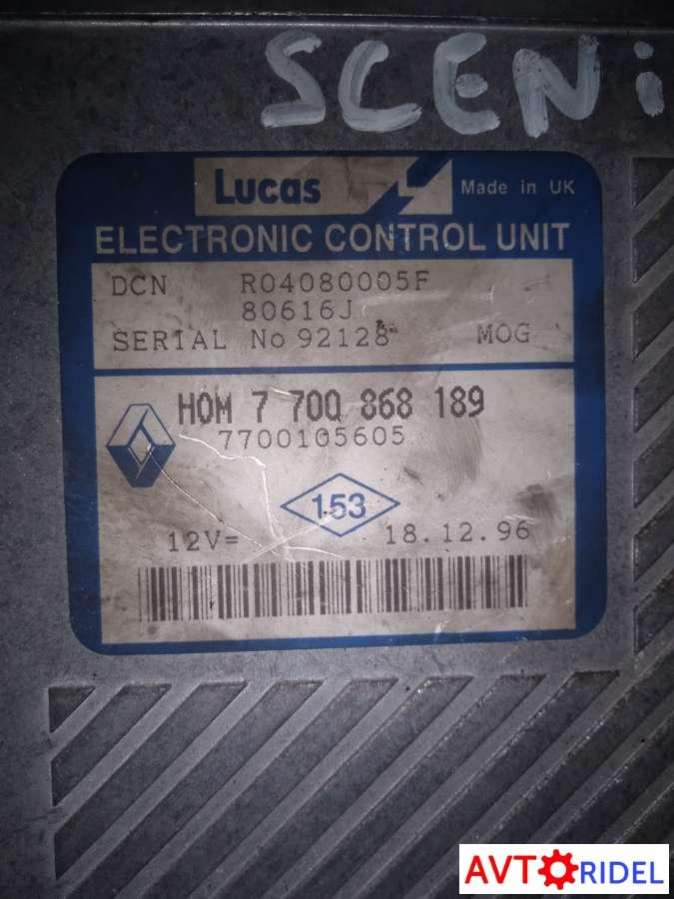 SCENi
Lucas Made in UK
ELECTRONIC CONTROL UNIT
DCN R04080005F
80616J
SERIAL No 92128 MOG
HOM 7 700 868 189
7700105605
153
12V= 18.12.96
AVTORIDEL